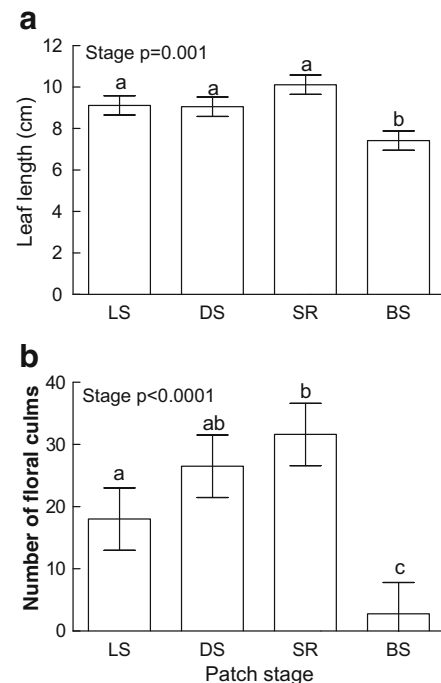 a
Stage p=0.001
Leaf length (cm)
12
10
8
6
4
2
0
a
a
a
b
LS DS SR BS
b
Stage p<0.0001
Number of floral culms
40
30
20
10
0
a
ab
b
c
LS DS SR BS
Patch stage